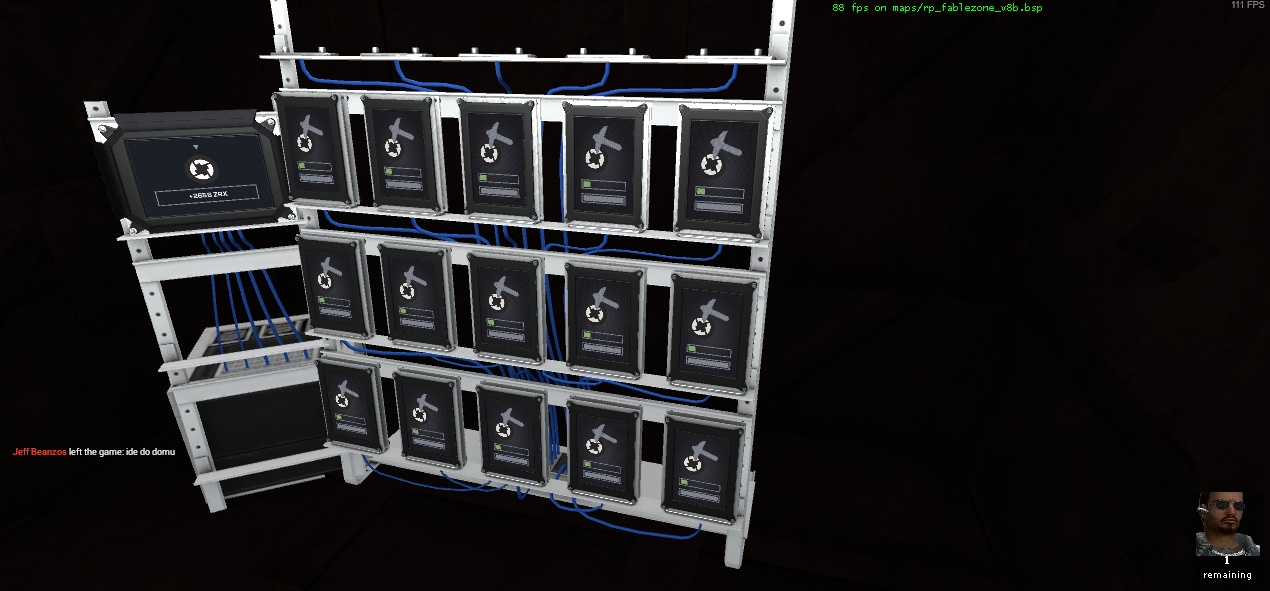 88 fps on maps/rp_fablezone_v8b.bsp
111 FPS
Jeff Beanzos left the game: ide do domu
1
remaining